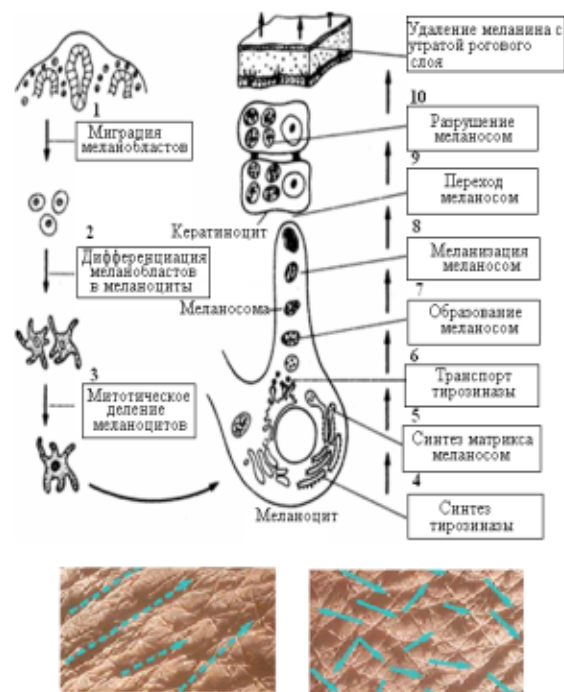 Удаление меланина с
утратой рогового
слоя
1
Миграция
меланобластов
10
Разрушение
меланосом
9
Переход
меланосом
Кератиноцит
2
Дифференциация
меланобластов
в меланоциты
8
Меланизация
меланосом
7
Меланосома
Образование
меланосом
3
Митотическое
деление
меланоцитов
6
Транспорт
тирозиназы
5
Синтез матрикса
меланосом
4
Синтез
тирозиназы
Меланоцит